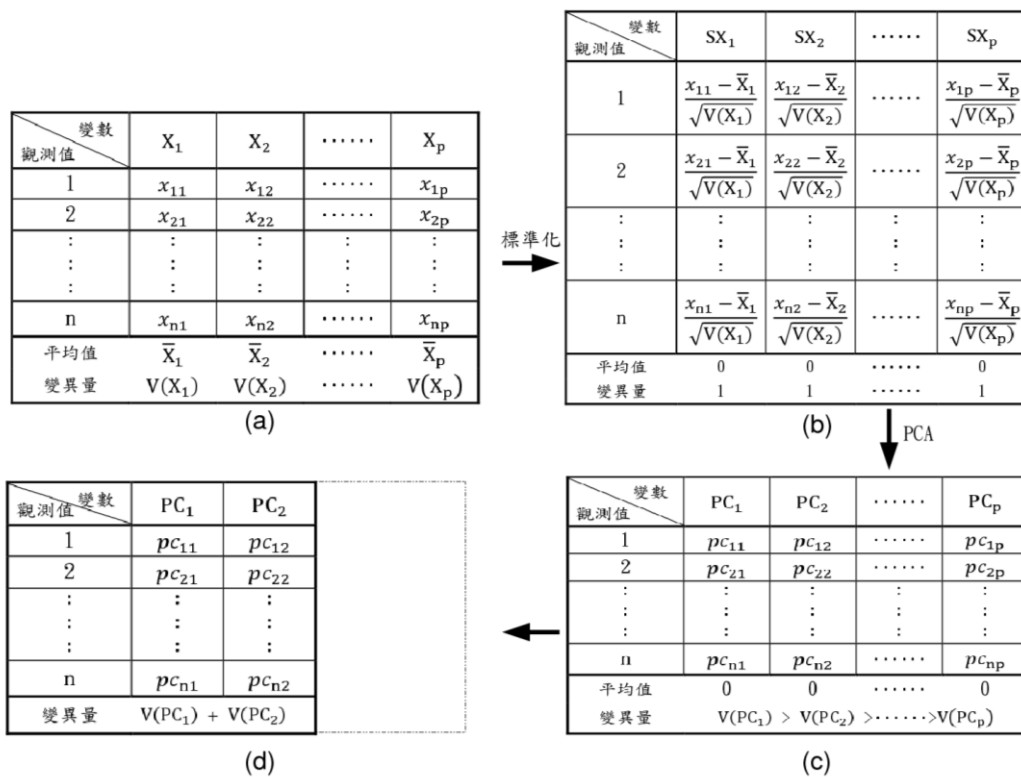 變數
觀測值
X₁ X₂ ⋯⋯ Xₚ
1 x₁₁ x₁₂ ⋯⋯ x₁ₚ
2 x₂₁ x₂₂ ⋯⋯ x₂ₚ
⋮ ⋮ ⋮ ⋮ ⋮
n xₙ₁ xₙ₂ ⋯⋯ xₙₚ
平均值 X̅₁ X̅₂ ⋯⋯ X̅ₚ
變異量 V(X₁) V(X₂) ⋯⋯ V(Xₚ)
(a)
標準化
變數
觀測值
SX₁ SX₂ ⋯⋯ SXₚ
1 (x₁₁ − X̅₁)/√V(X₁) (x₁₂ − X̅₂)/√V(X₂) ⋯⋯ (x₁ₚ − X̅ₚ)/√V(Xₚ)
2 (x₂₁ − X̅₁)/√V(X₁) (x₂₂ − X̅₂)/√V(X₂) ⋯⋯ (x₂ₚ − X̅ₚ)/√V(Xₚ)
⋮ ⋮ ⋮ ⋮ ⋮
n (xₙ₁ − X̅₁)/√V(X₁) (xₙ₂ − X̅₂)/√V(X₂) ⋯⋯ (xₙₚ − X̅ₚ)/√V(Xₚ)
平均值 0 0 ⋯⋯ 0
變異量 1 1 ⋯⋯ 1
(b)
PCA
變數
觀測值
PC₁ PC₂ ⋯⋯ PCₚ
1 pc₁₁ pc₁₂ ⋯⋯ pc₁ₚ
2 pc₂₁ pc₂₂ ⋯⋯ pc₂ₚ
⋮ ⋮ ⋮ ⋮ ⋮
n pcₙ₁ pcₙ₂ ⋯⋯ pcₙₚ
平均值 0 0 ⋯⋯ 0
變異量 V(PC₁) > V(PC₂) >⋯⋯>V(PCₚ)
(c)
變數
觀測值
PC₁ PC₂
1 pc₁₁ pc₁₂
2 pc₂₁ pc₂₂
⋮ ⋮ ⋮
n pcₙ₁ pcₙ₂
變異量 V(PC₁) + V(PC₂)
(d)